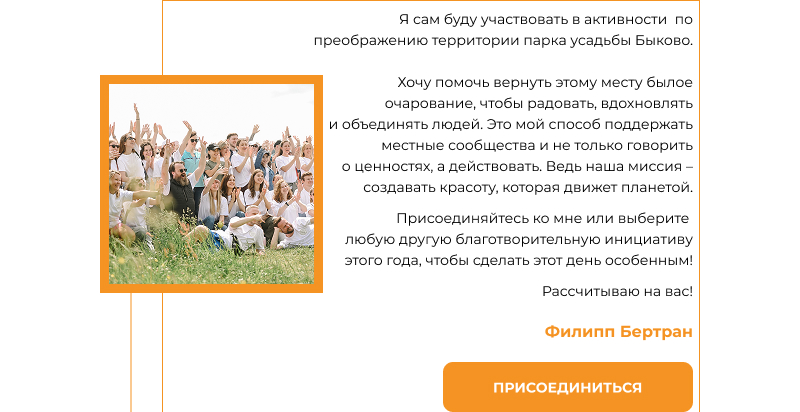 Я сам буду участвовать в активности по
преображению территории парка усадьбы Быково.
Хочу помочь вернуть этому месту былое
очарование, чтобы радовать, вдохновлять
и объединять людей. Это мой способ поддержать
местные сообщества и не только говорить
о ценностях, а действовать. Ведь наша миссия –
создавать красоту, которая движет планетой.
Присоединяйтесь ко мне или выберите
любую другую благотворительную инициативу
этого года, чтобы сделать этот день особенным!
Рассчитываю на вас!
Филипп Бертран
ПРИСОЕДИНИТЬСЯ